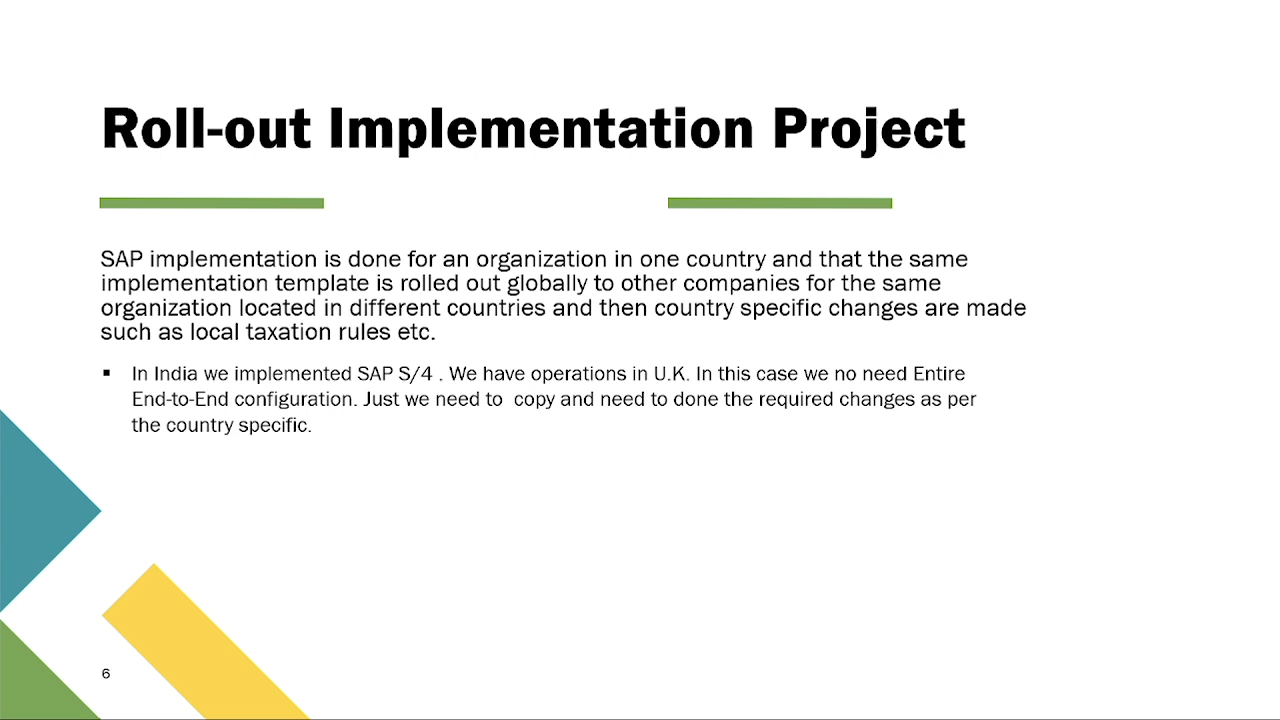 Roll-out Implementation Project
SAP implementation is done for an organization in one country and that the same
implementation template is rolled out globally to other companies for the same
organization located in different countries and then country specific changes are made
such as local taxation rules etc.
▪ In India we implemented SAP S/4 . We have operations in U.K. In this case we no need Entire
End-to-End configuration. Just we need to  copy and need to done the required changes as per
the country specific.
6